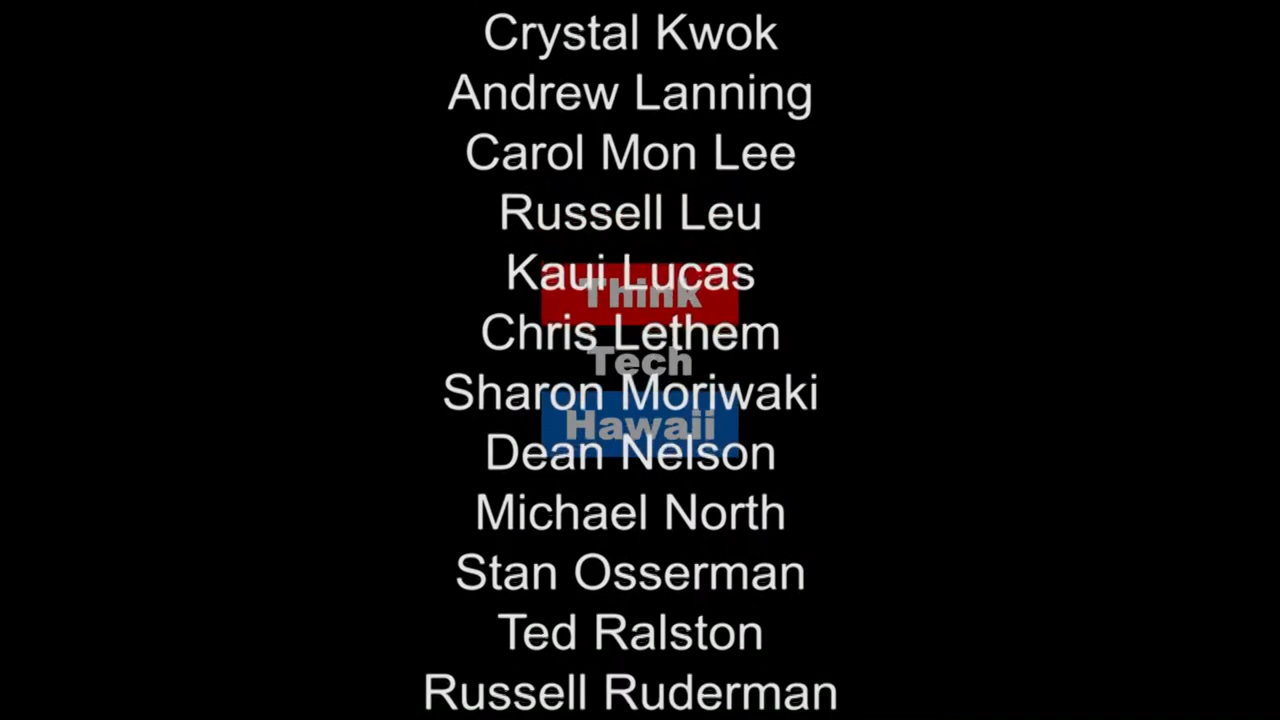 Crystal Kwok
Andrew Lanning
Carol Mon Lee
Russell Leu
Kaui Lucas
Think
Chris Lethem
Tech
Sharon Moriwaki
Hawaii
Dean Nelson
Michael North
Stan Osserman
Ted Ralston
Russell Ruderman